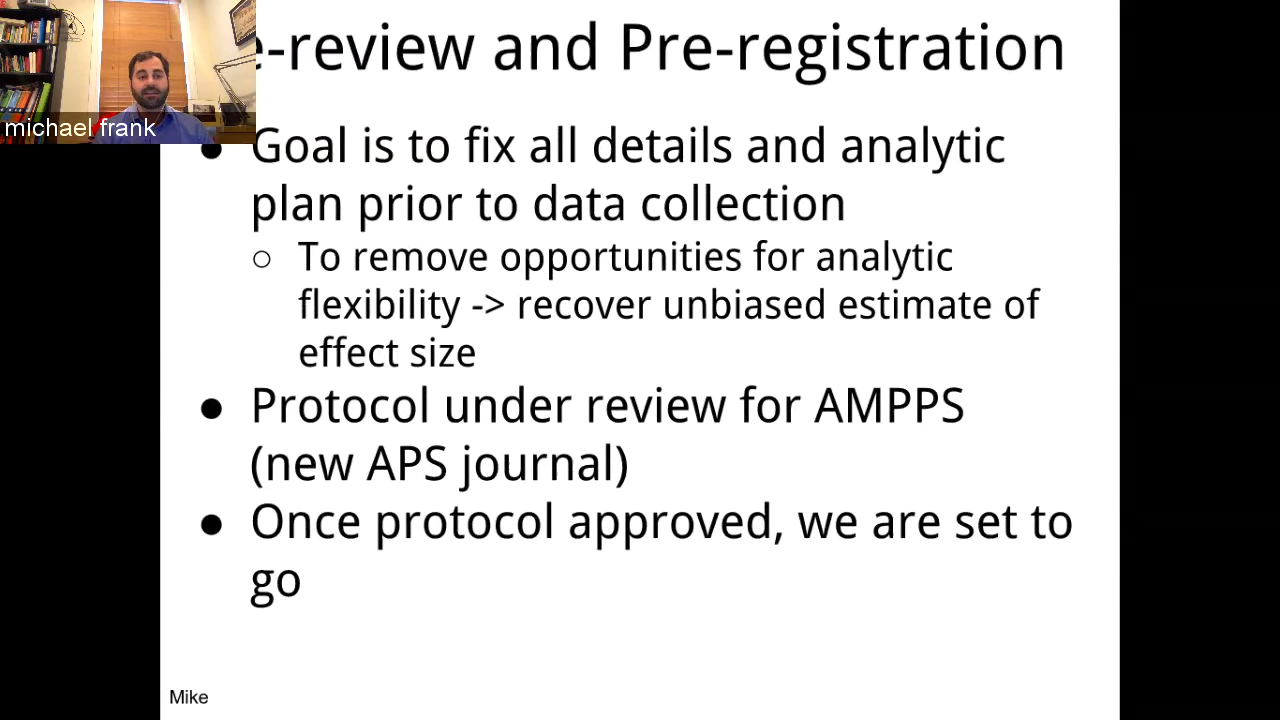 e-review and Pre-registration
michael frank
● Goal is to fix all details and analytic
plan prior to data collection
○ To remove opportunities for analytic
flexibility -> recover unbiased estimate of
effect size
● Protocol under review for AMPPS
(new APS journal)
● Once protocol approved, we are set to
go
Mike